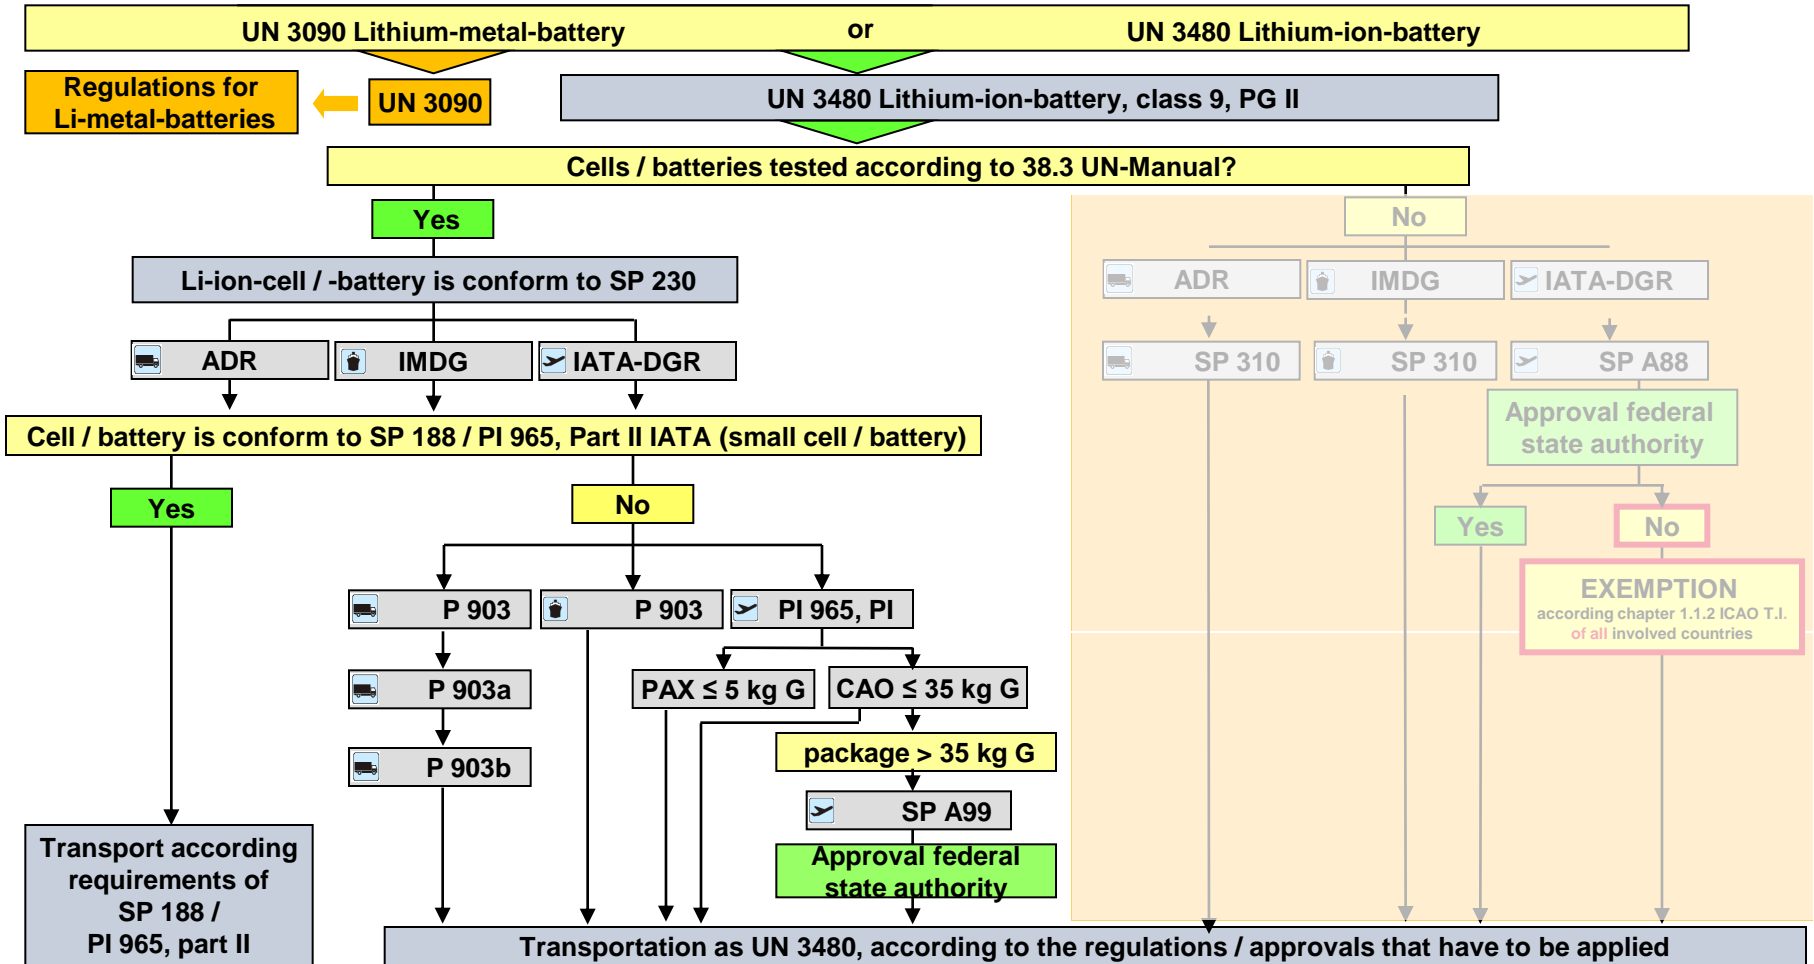 UN 3090 Lithium-metal-battery or UN 3480 Lithium-ion-battery
Regulations for
Li-metal-batteries
UN 3090
UN 3480 Lithium-ion-battery, class 9, PG II
Cells / batteries tested according to 38.3 UN-Manual?
Yes
No
Li-ion-cell / -battery is conform to SP 230
ADR
IMDG
IATA-DGR
ADR
IMDG
IATA-DGR
SP 310
SP 310
SP A88
Cell / battery is conform to SP 188 / PI 965, Part II IATA (small cell / battery)
Approval federal
state authority
Yes
No
Yes
No
P 903
P 903
PI 965, PI
EXEMPTION
according chapter 1.1.2 ICAO T.I.
of all involved countries
P 903a
PAX ≤ 5 kg G
CAO ≤ 35 kg G
P 903b
package > 35 kg G
SP A99
Approval federal
state authority
Transport according
requirements of
SP 188 /
PI 965, part II
Transportation as UN 3480, according to the regulations / approvals that have to be applied